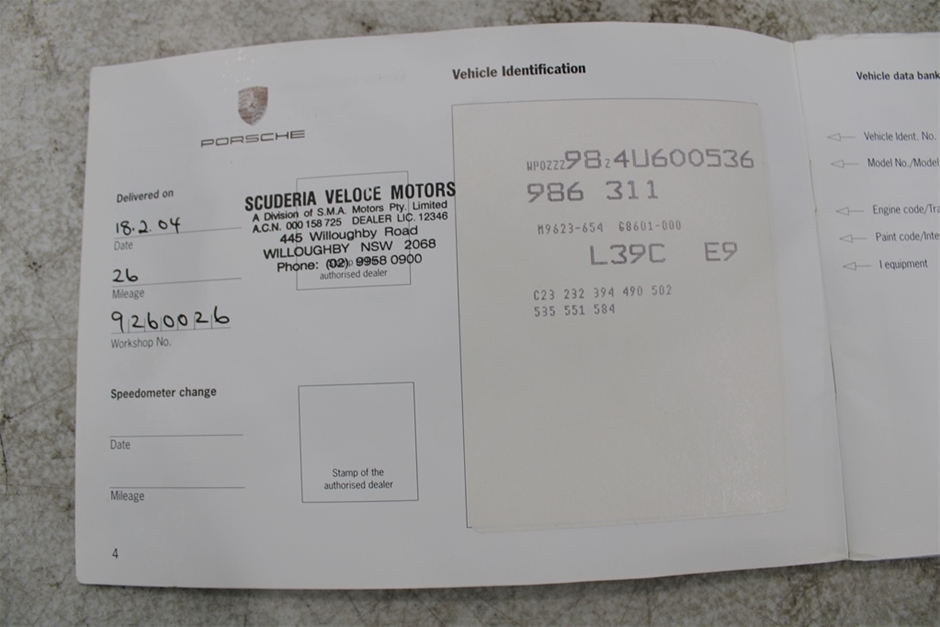 PORSCHE
Delivered on
18.2.04
Date
26
Mileage
9260026
Workshop No.
SCUDERIA VELOCE MOTORS
A Division of S.M.A. Motors Pty. Limited
A.C.N. 000 158 725 DEALER LIC. 12346
445 Willoughby Road
WILLOUGHBY NSW 2068
Phone: (02) 9958 0900
authorised dealer
Speedometer change
Date
Mileage
Stamp of the
authorised dealer
4
Vehicle Identification
WP0ZZZ98Z4U600536
986 311
M9623-654 G8601-000
L39C E9
C23 232 394 490 502
535 551 584
Vehicle data bank
Vehicle Ident. No.
Model No./Model
Engine code/Tra
Paint code/Inte
l equipment